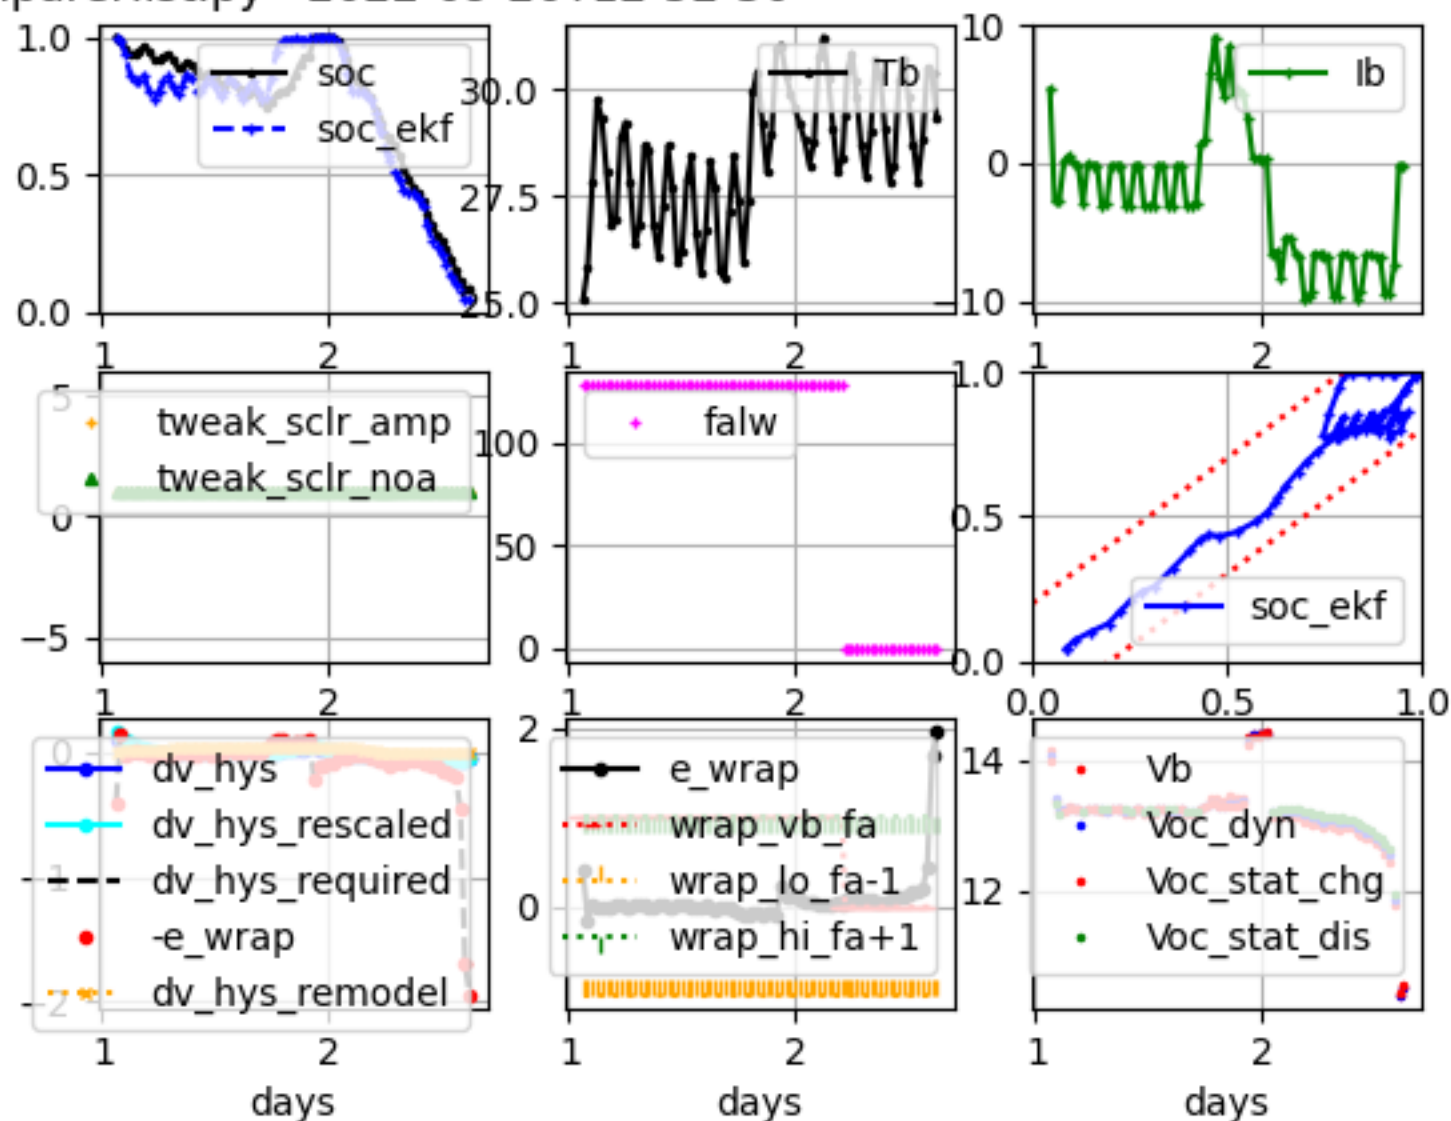 1.0
0.5
0.0
soc
soc_ekf
1
2
30.0
27.5
25.0
Tb
1
2
10
0
−10
Ib
1
2
5
0
−5
tweak_sclr_amp
tweak_sclr_noa
1
2
100
50
0
falw
1
2
1.0
0.5
0.0
soc_ekf
0.0
0.5
1.0
0
−1
−2
dv_hys
dv_hys_rescaled
dv_hys_required
-e_wrap
dv_hys_remodel
1
2
days
2
0
e_wrap
wrap_vb_fa
wrap_lo_fa-1
wrap_hi_fa+1
1
2
days
14
12
Vb
Voc_dyn
Voc_stat_chg
Voc_stat_dis
1
2
days